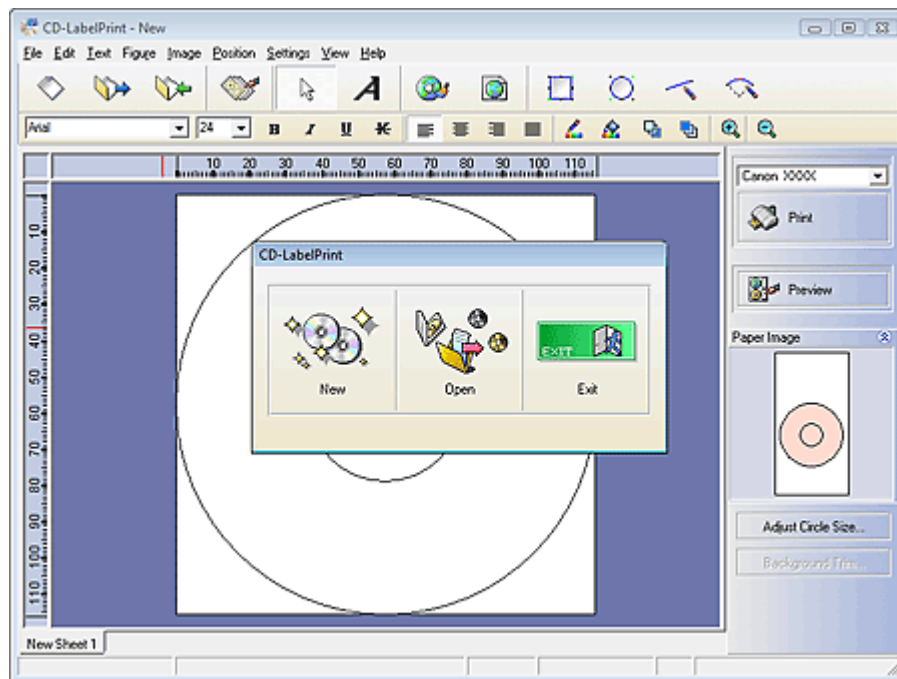 CD-LabelPrint - New
File Edit Text Figure Image Position Settings View Help
Arial 24 B I U K
10 20 30 40 50 60 70 80 90 100 110
Canon XXXX
Print
Preview
Paper Image
CD-LabelPrint
EXIT
New Open Exit
10
20
30
40
50
60
70
80
90
100
110
Adjust Circle Size...
Background Trim...
New Sheet 1